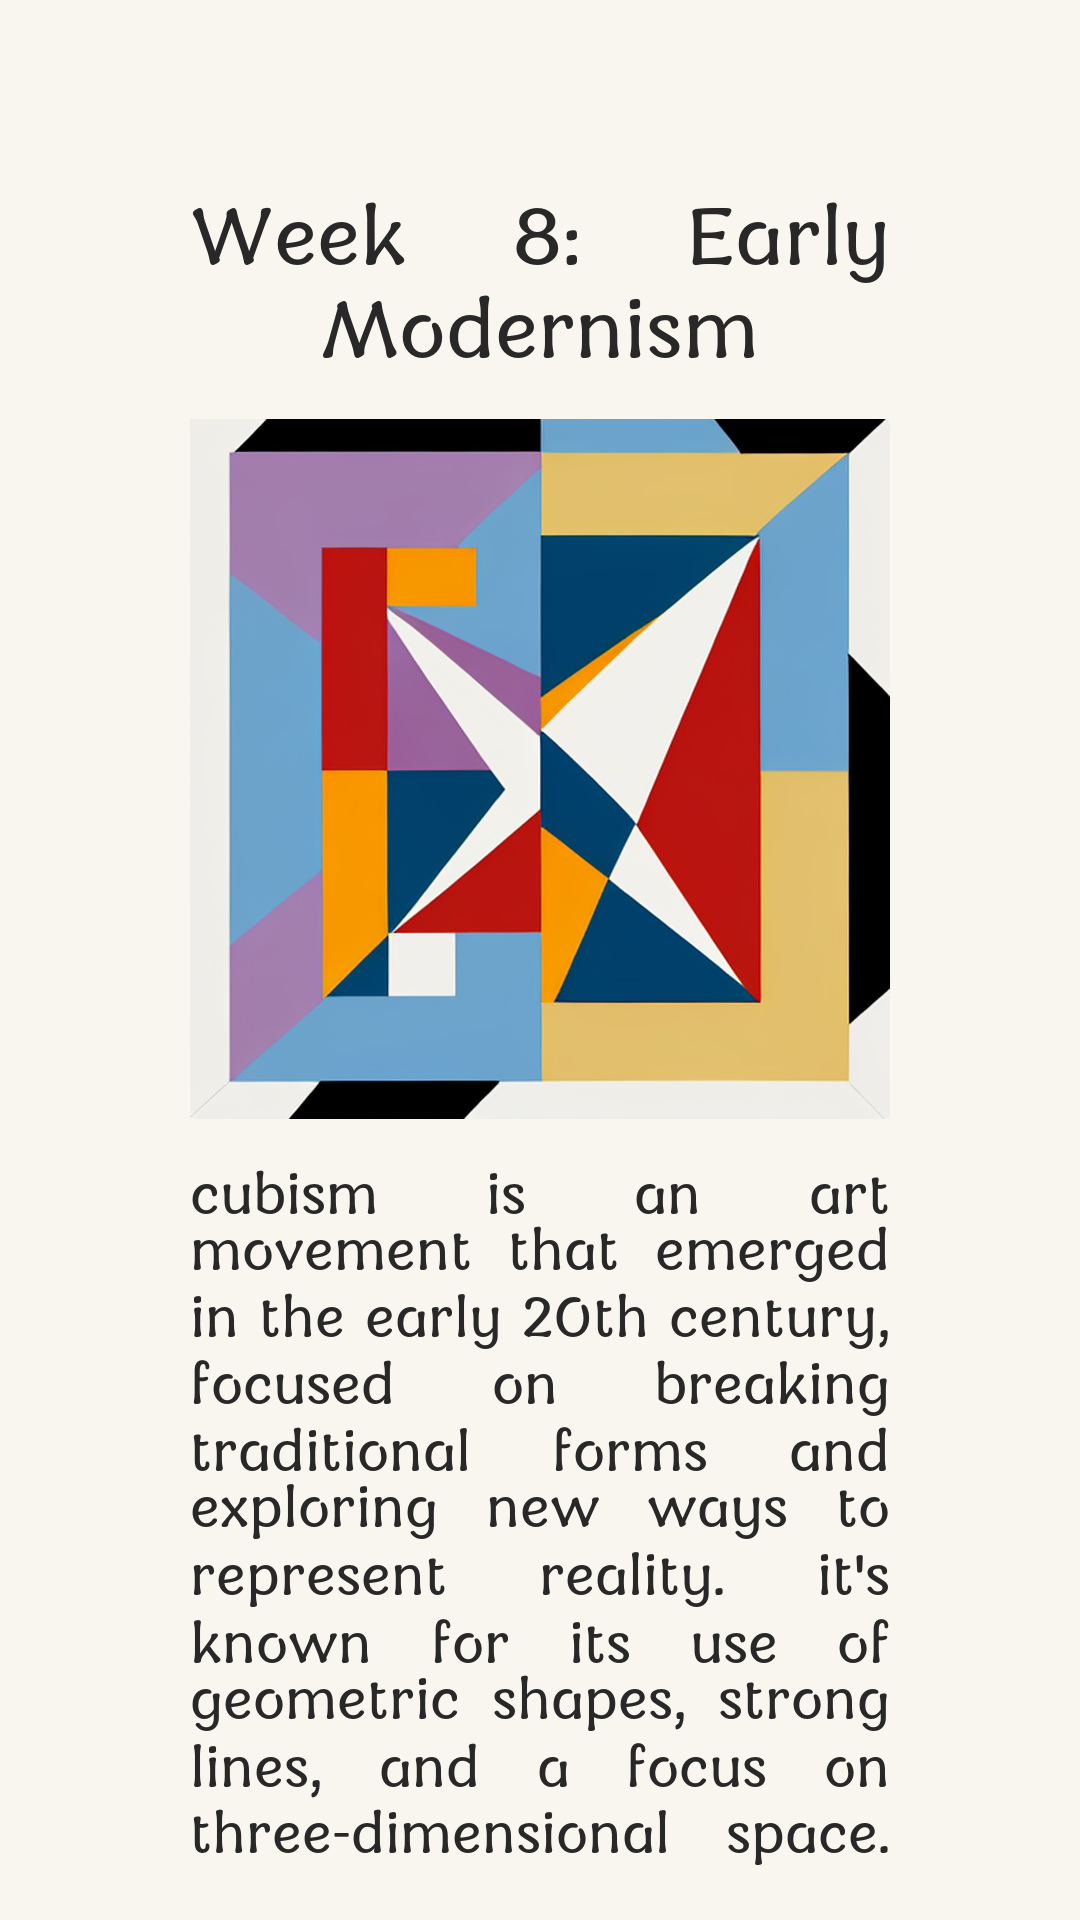 Week 8: Early
Modernism
cubism is an art
movement that emerged
in the early 20th century,
focused on breaking
traditional forms and
exploring new ways to
represent reality. it's
known for its use of
geometric shapes, strong
lines, and a focus on
three-dimensional space.